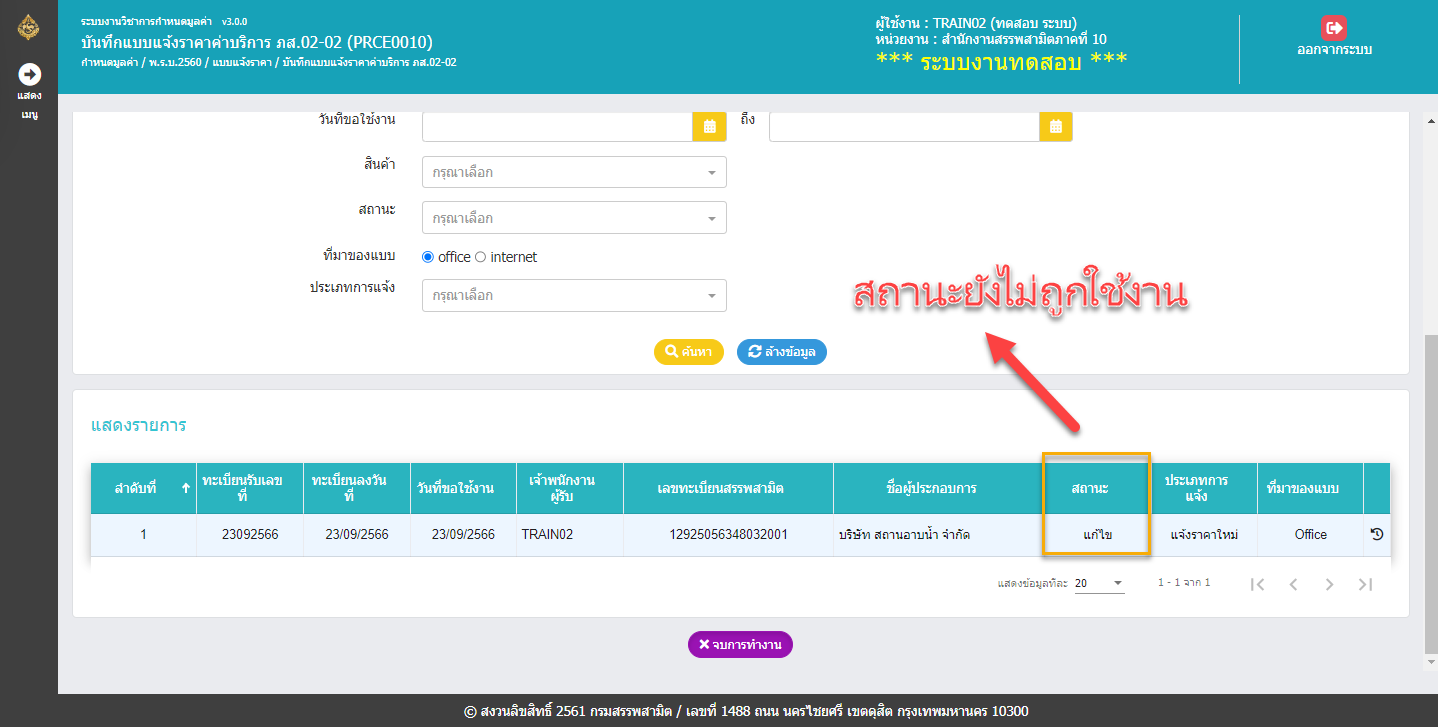 ระบบงานวิชาการกำหนดมูลค่า v3.0.0
บันทึกแบบแจ้งราคาค่าบริการ ภส.02-02 (PRCE0010)
กำหนดมูลค่า / พ.ร.บ.2560 / แบบแจ้งราคา / บันทึกแบบแจ้งราคาค่าบริการ ภส.02-02
ผู้ใช้งาน : TRAIN02 (ทดสอบ ระบบ)
หน่วยงาน : สำนักงานสรรพสามิตภาคที่ 10
*** ระบบงานทดสอบ ***
ออกจากระบบ
แสดง
เมนู
วันที่ขอใช้งาน ถึง
สินค้า กรุณาเลือก
สถานะ กรุณาเลือก
ที่มาของแบบ office internet
ประเภทการแจ้ง กรุณาเลือก
สถานะยังไม่ถูกใช้งาน
ค้นหา ล้างข้อมูล
แสดงรายการ
ลำดับที่ ทะเบียนรับเลขที่ ทะเบียนลงวันที่ วันที่ขอใช้งาน เจ้าพนักงานผู้รับ เลขทะเบียนสรรพสามิต ชื่อผู้ประกอบการ สถานะ ประเภทการแจ้ง ที่มาของแบบ
1 23092566 23/09/2566 23/09/2566 TRAIN02 12925056348032001 บริษัท สถานอาบน้ำ จำกัด แก้ไข แจ้งราคาใหม่ Office
แสดงข้อมูลทีละ 20 1 - 1 จาก 1
จบการทำงาน
© สงวนลิขสิทธิ์ 2561 กรมสรรพสามิต / เลขที่ 1488 ถนน นครไชยศรี เขตดุสิต กรุงเทพมหานคร 10300